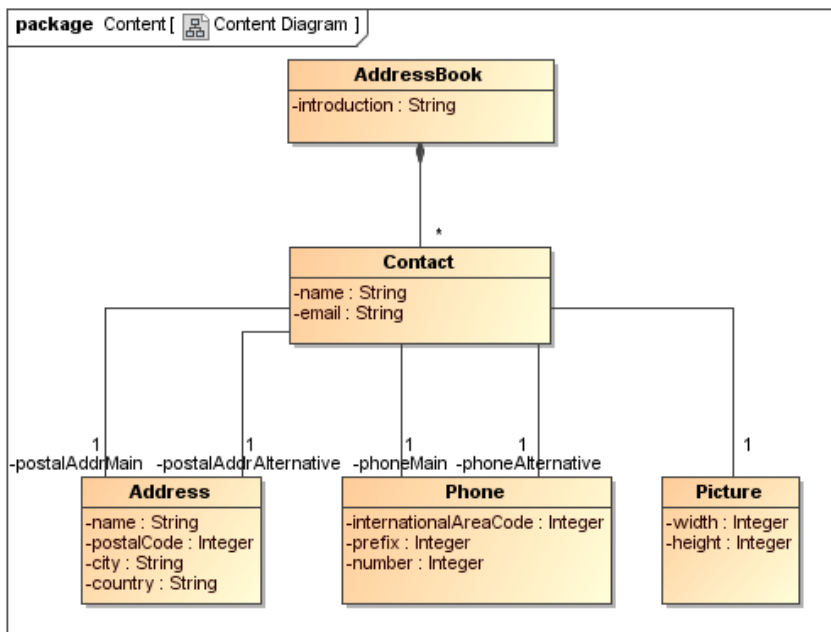 package Content [ Content Diagram ]
AddressBook
-introduction : String
*
Contact
-name : String
-email : String
1
-postalAddrMain
1
-postalAddrAlternative
1
-phoneMain
1
-phoneAlternative
1
Address
-name : String
-postalCode : Integer
-city : String
-country : String
Phone
-internationalAreaCode : Integer
-prefix : Integer
-number : Integer
Picture
-width : Integer
-height : Integer